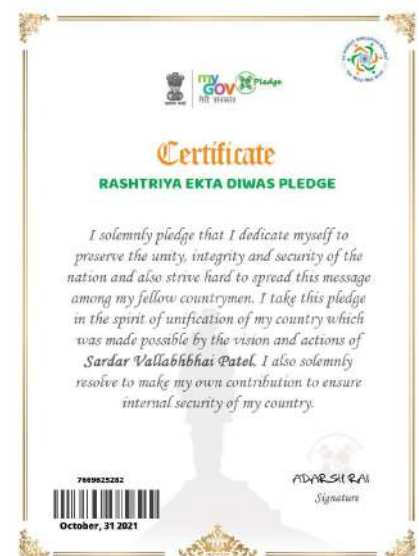 my
GOV
मेरी सरकार
Pledge
Certificate
RASHTRIYA EKTA DIWAS PLEDGE
I solemnly pledge that I dedicate myself to
preserve the unity, integrity and security of the
nation and also strive hard to spread this message
among my fellow countrymen. I take this pledge
in the spirit of unification of my country which
was made possible by the vision and actions of
Sardar Vallabhbhai Patel. I also solemnly
resolve to make my own contribution to ensure
internal security of my country.
7669625282
October, 31 2021
ADARSH RAI
Signature